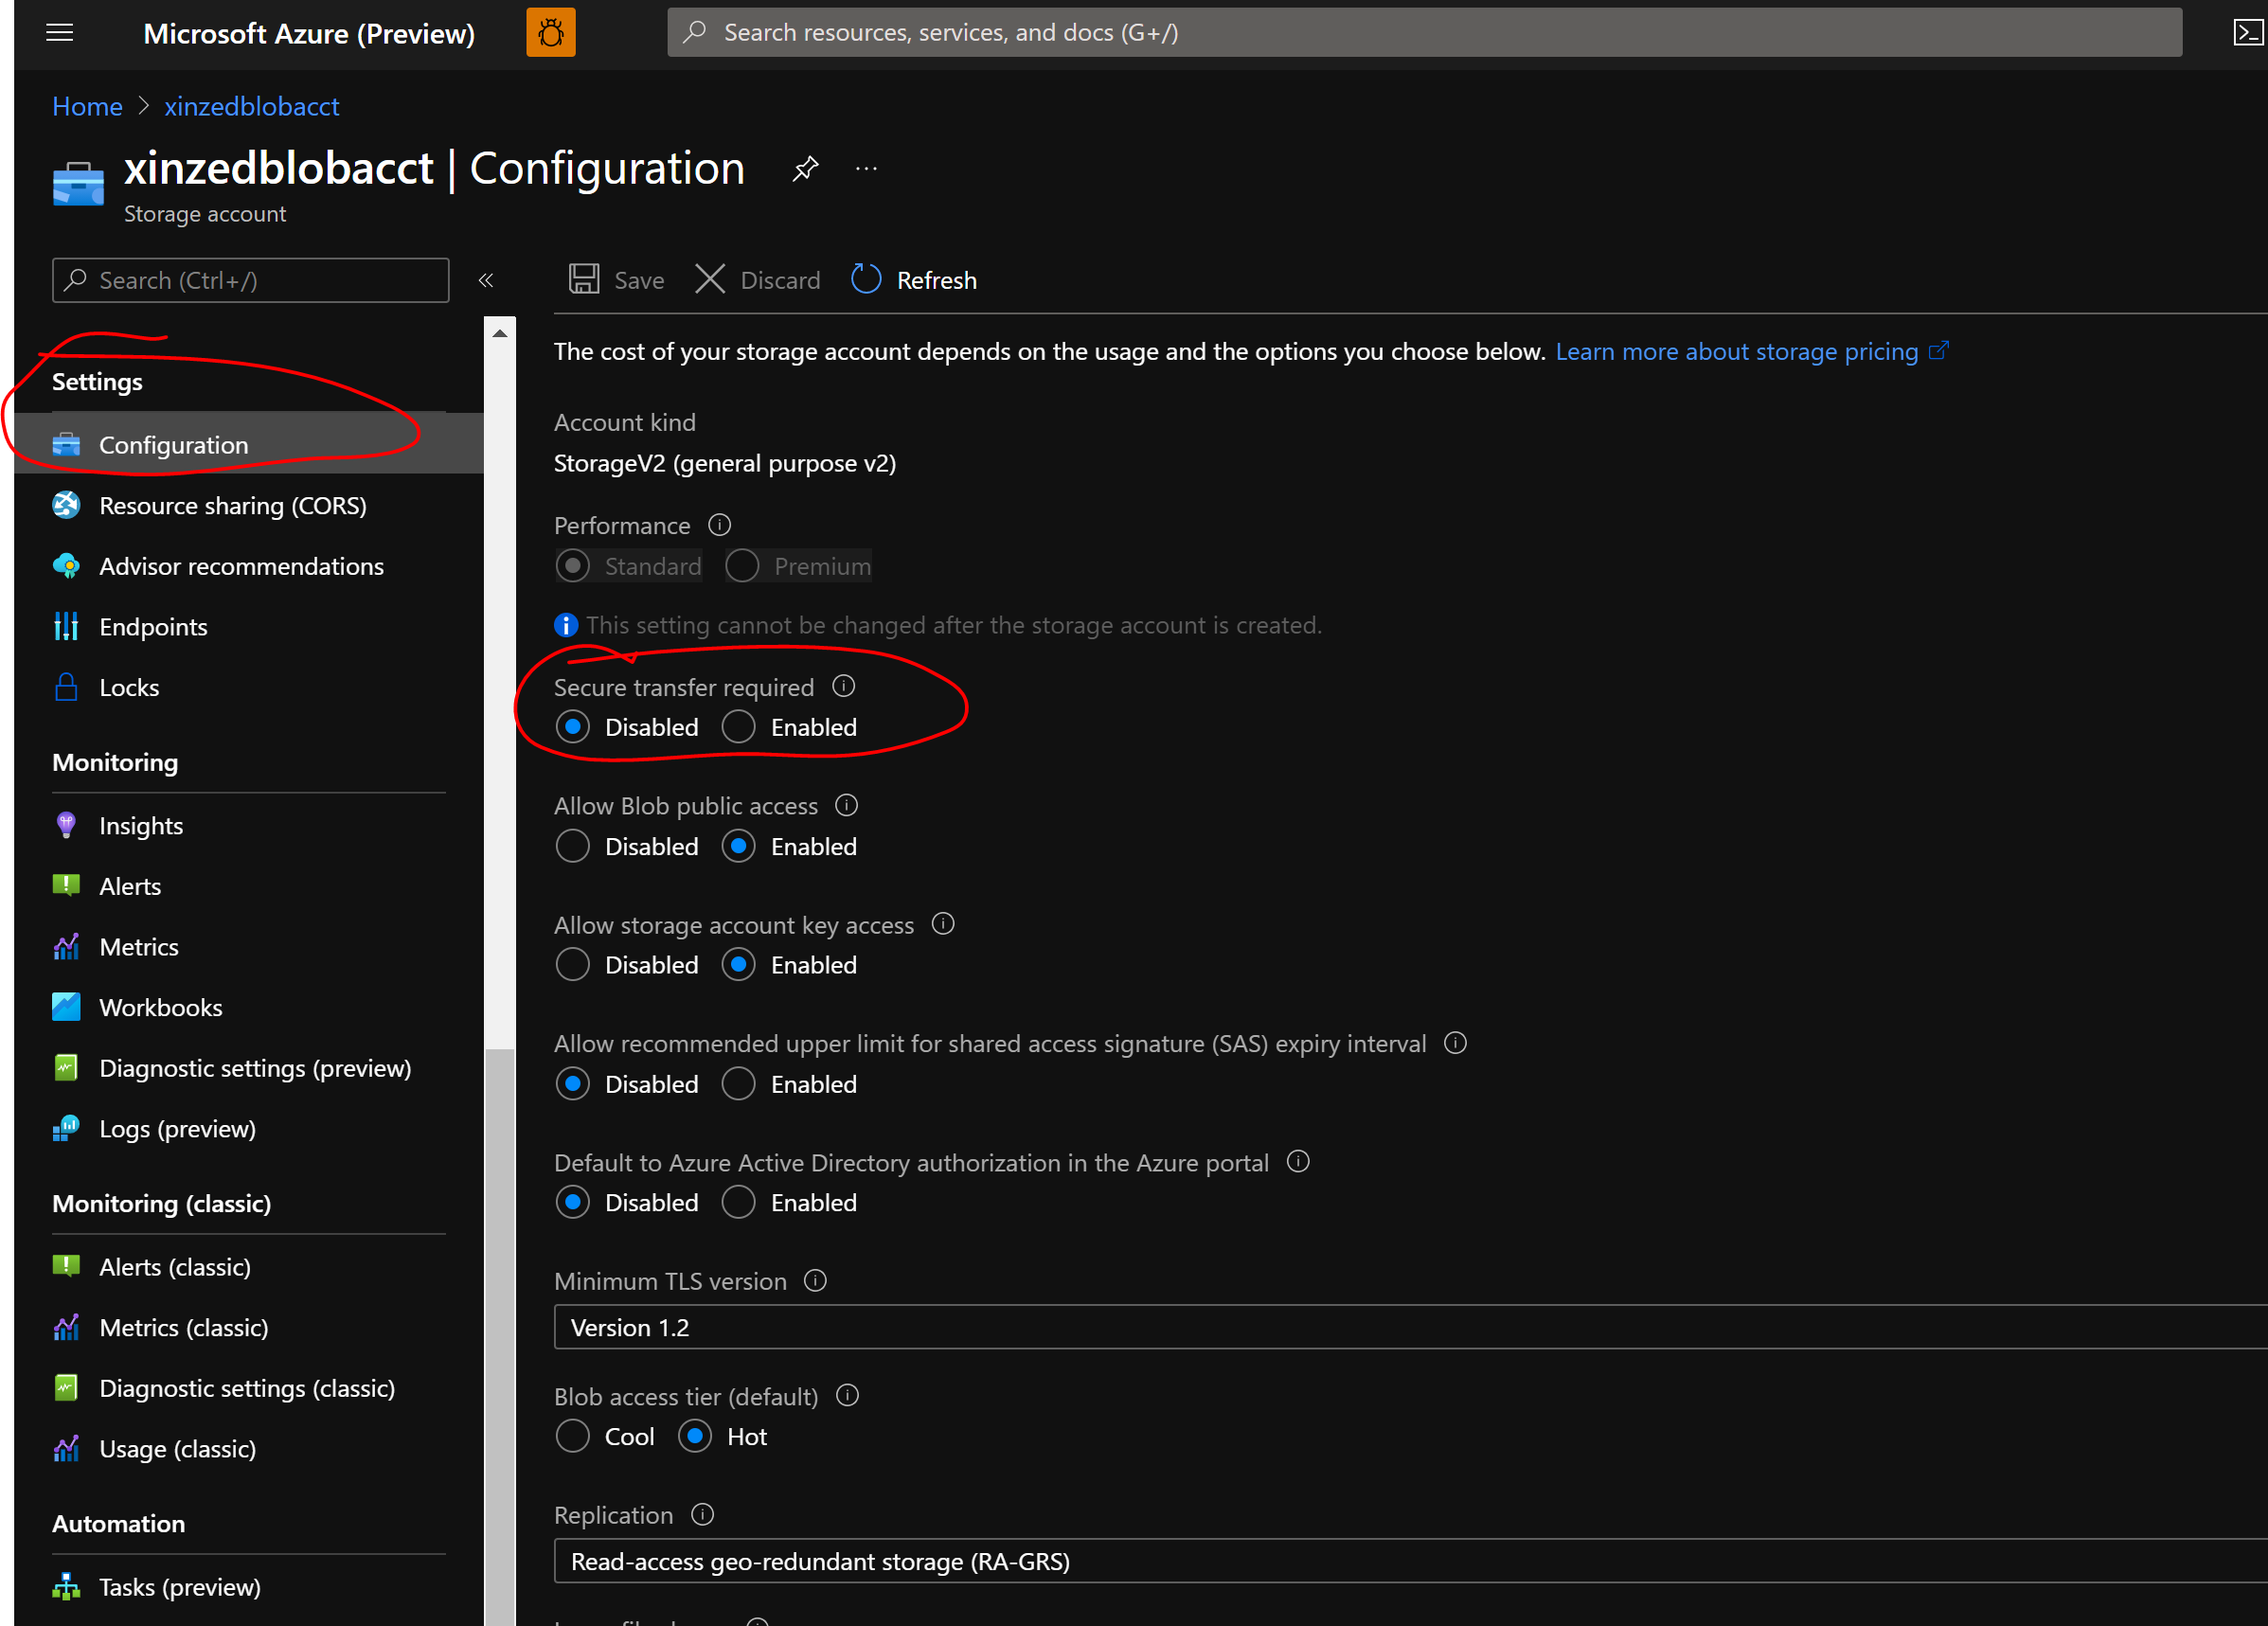 Microsoft Azure (Preview)
Search resources, services, and docs (G+/)
Home > xinzedblobacct
xinzedblobacct | Configuration
Storage account
Search (Ctrl+/)
Save
Discard
Refresh
Settings
Configuration
Resource sharing (CORS)
Advisor recommendations
Endpoints
Locks
Monitoring
Insights
Alerts
Metrics
Workbooks
Diagnostic settings (preview)
Logs (preview)
Monitoring (classic)
Alerts (classic)
Metrics (classic)
Diagnostic settings (classic)
Usage (classic)
Automation
Tasks (preview)
The cost of your storage account depends on the usage and the options you choose below. Learn more about storage pricing
Account kind
StorageV2 (general purpose v2)
Performance
Standard Premium
This setting cannot be changed after the storage account is created.
Secure transfer required
Disabled Enabled
Allow Blob public access
Disabled Enabled
Allow storage account key access
Disabled Enabled
Allow recommended upper limit for shared access signature (SAS) expiry interval
Disabled Enabled
Default to Azure Active Directory authorization in the Azure portal
Disabled Enabled
Minimum TLS version
Version 1.2
Blob access tier (default)
Cool Hot
Replication
Read-access geo-redundant storage (RA-GRS)